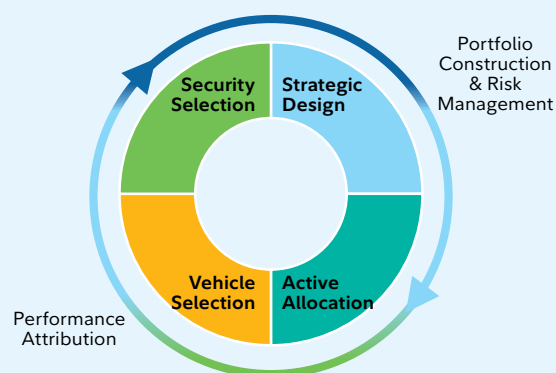 Portfolio
Construction
& Risk
Management
Security
Selection
Strategic
Design
Vehicle
Selection
Active
Allocation
Performance
Attribution